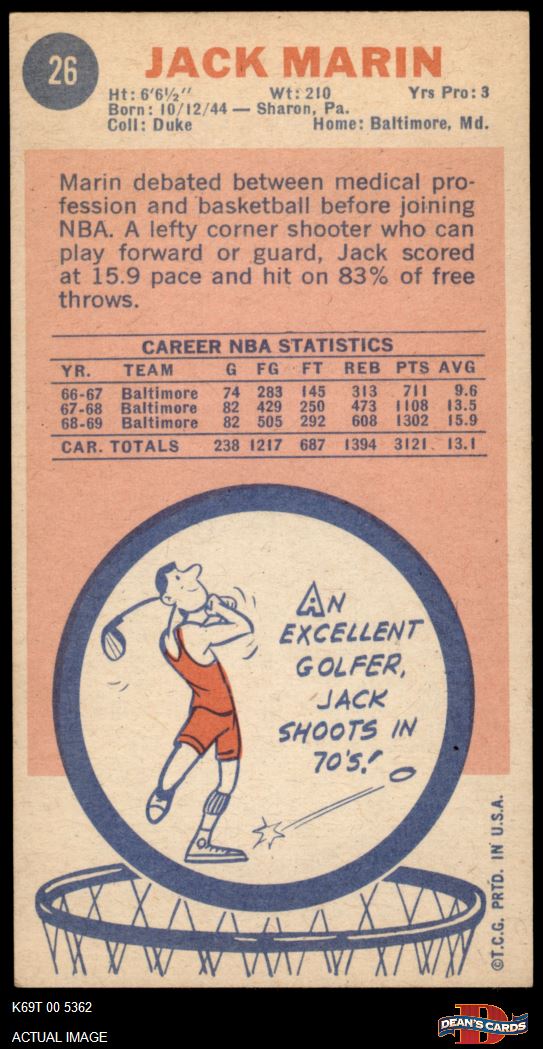 26
JACK MARIN
Ht: 6'6½" Wt: 210 Yrs Pro: 3
Born: 10/12/44 — Sharon, Pa.
Coll: Duke Home: Baltimore, Md.
Marin debated between medical pro-
fession and basketball before joining
NBA. A lefty corner shooter who can
play forward or guard, Jack scored
at 15.9 pace and hit on 83% of free
throws.
CAREER NBA STATISTICS
YR. TEAM G FG FT REB PTS AVG
66-67 Baltimore 74 283 145 313 711 9.6
67-68 Baltimore 82 429 250 473 1108 13.5
68-69 Baltimore 82 505 292 608 1302 15.9
CAR. TOTALS 238 1217 687 1394 3121 13.1
AN
EXCELLENT
GOLFER,
JACK
SHOOTS IN
70'S!
©T.C.G. PRTD. IN U.S.A.
K69T 00 5362
ACTUAL IMAGE
D
DEAN'S CARDS